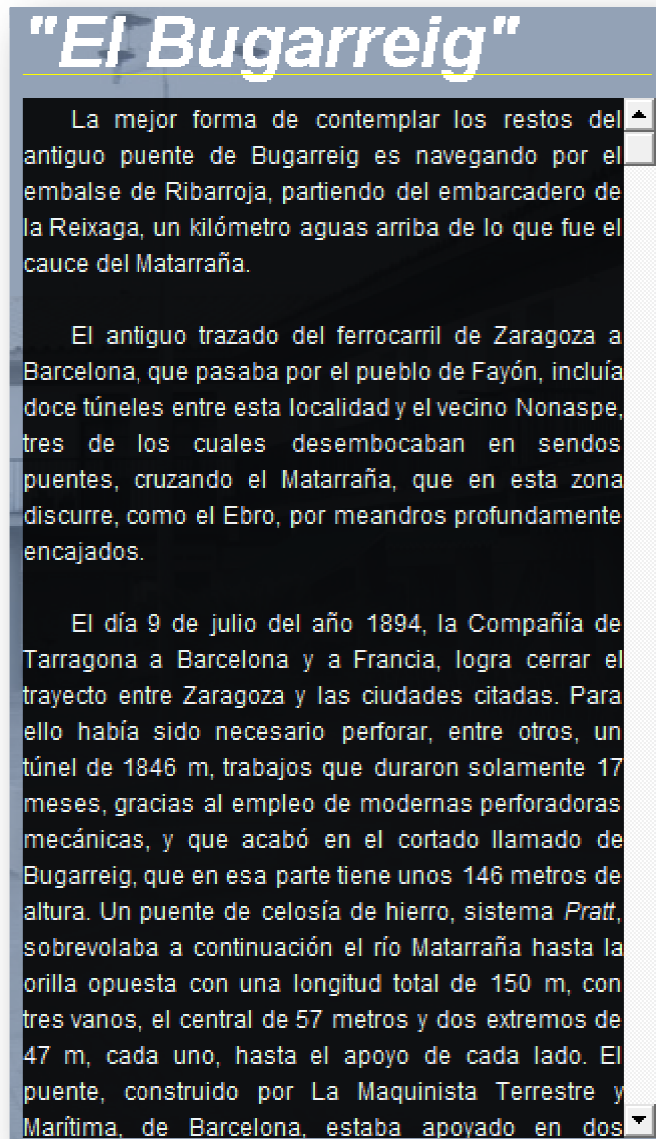 "El Bugarreig"
La mejor forma de contemplar los restos del
antiguo puente de Bugarreig es navegando por el
embalse de Ribarroja, partiendo del embarcadero de
la Reixaga, un kilómetro aguas arriba de lo que fue el
cauce del Matarraña.
El antiguo trazado del ferrocarril de Zaragoza a
Barcelona, que pasaba por el pueblo de Fayón, incluía
doce túneles entre esta localidad y el vecino Nonaspe,
tres de los cuales desembocaban en sendos
puentes, cruzando el Matarraña, que en esta zona
discurre, como el Ebro, por meandros profundamente
encajados.
El día 9 de julio del año 1894, la Compañía de
Tarragona a Barcelona y a Francia, logra cerrar el
trayecto entre Zaragoza y las ciudades citadas. Para
ello había sido necesario perforar, entre otros, un
túnel de 1846 m, trabajos que duraron solamente 17
meses, gracias al empleo de modernas perforadoras
mecánicas, y que acabó en el cortado llamado de
Bugarreig, que en esa parte tiene unos 146 metros de
altura. Un puente de celosía de hierro, sistema Pratt,
sobrevolaba a continuación el río Matarraña hasta la
orilla opuesta con una longitud total de 150 m, con
tres vanos, el central de 57 metros y dos extremos de
47 m, cada uno, hasta el apoyo de cada lado. El
puente, construido por La Maquinista Terrestre y
Marítima, de Barcelona, estaba apoyado en dos